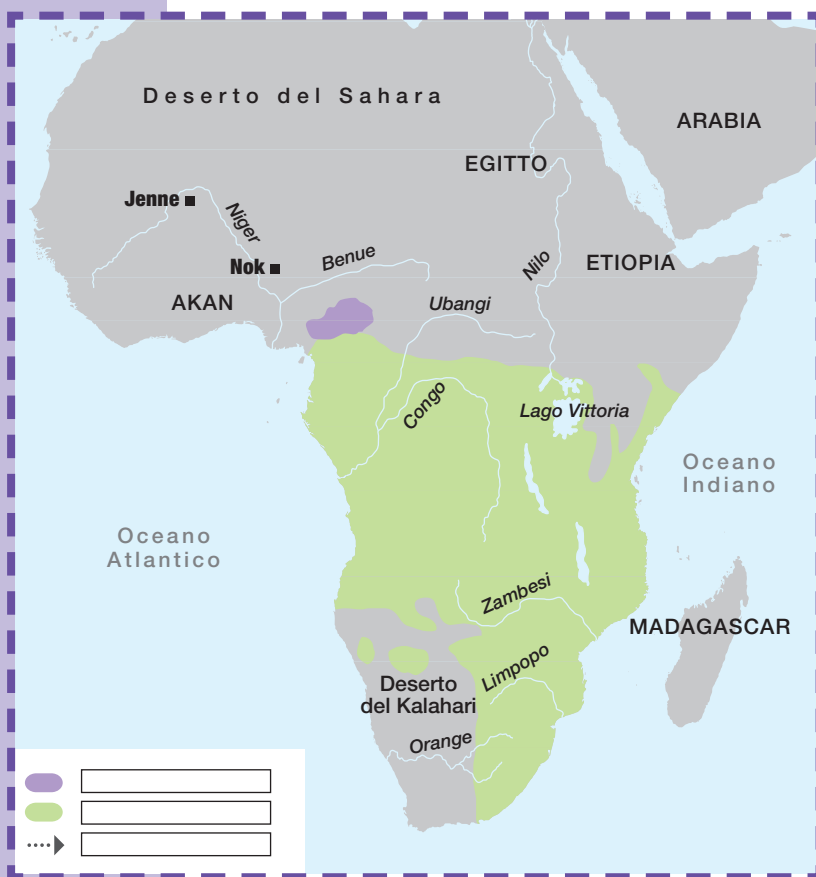 Deserto del Sahara
ARABIA
EGITTO
Jenne
Niger
Nok
Benue
Nilo
ETIOPIA
AKAN
Ubangi
Congo
Lago Vittoria
Oceano
Indiano
Oceano
Atlantico
Zambesi
MADAGASCAR
Limpopo
Deserto
del Kalahari
Orange